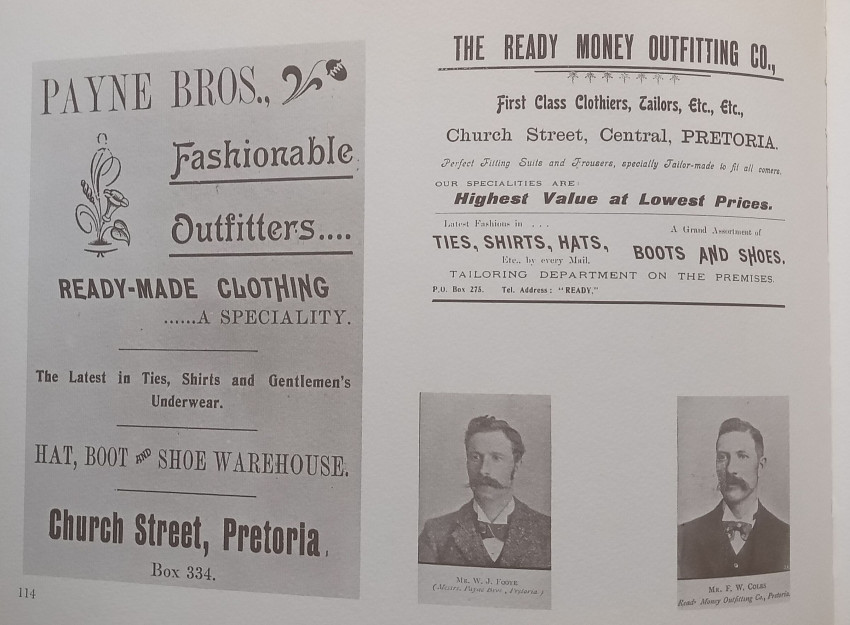 PAYNE BROS.,
Fashionable
Outfitters....
READY-MADE CLOTHING
......A SPECIALITY.
The Latest in Ties, Shirts and Gentlemen's
Underwear.
HAT, BOOT AND SHOE WAREHOUSE.
Church Street, Pretoria.
Box 334.
114
THE READY MONEY OUTFITTING CO.,
First Class Clothiers, Tailors, Etc., Etc.,
Church Street, Central, PRETORIA.
Perfect Fitting Suits and Trousers, specially Tailor-made to fit all comers.
OUR SPECIALITIES ARE:
Highest Value at Lowest Prices.
Latest Fashions in . . .
TIES, SHIRTS, HATS,
Etc., by every Mail.
A Grand Assortment of
BOOTS AND SHOES.
TAILORING DEPARTMENT ON THE PREMISES.
P.O. Box 275. Tel. Address: "READY."
MR. W. J.
(Messrs. Payne Bros., Pretoria)
MR. F. W.
Ready Money Outfitting Co., Pretoria